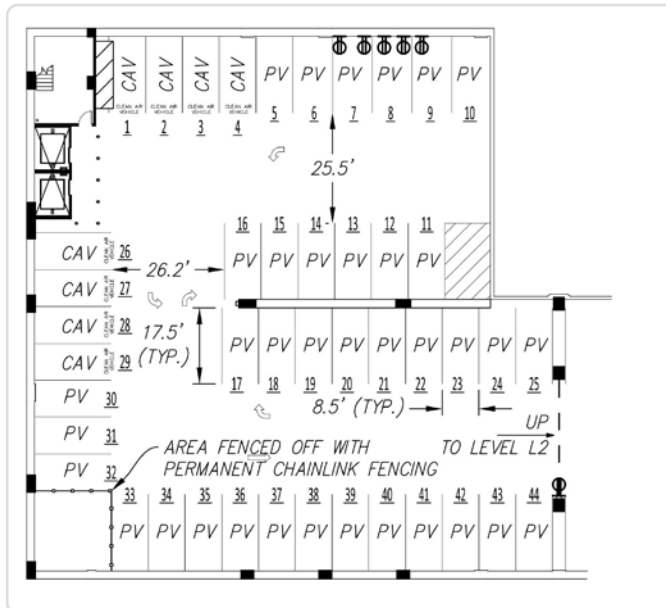 CAV CAV CAV CAV PV PV PV PV PV PV
CLEAN AIR VEHICLE CLEAN AIR VEHICLE CLEAN AIR VEHICLE CLEAN AIR VEHICLE
1 2 3 4 5 6 7 8 9 10
25.5'
16 15 14 13 12 11
PV PV PV PV PV PV
CAV CLEAN AIR VEHICLE 26
26.2'
CAV CLEAN AIR VEHICLE 27
CAV CLEAN AIR VEHICLE 28
17.5'
(TYP.)
CAV CLEAN AIR VEHICLE 29
PV PV PV PV PV PV PV PV PV
17 18 19 20 21 22 23 24 25
PV 30
8.5' (TYP.)
PV 31
UP
TO LEVEL L2
AREA FENCED OFF WITH
PERMANENT CHAINLINK FENCING
PV 32
33 34 35 36 37 38 39 40 41 42 43 44
PV PV PV PV PV PV PV PV PV PV PV PV